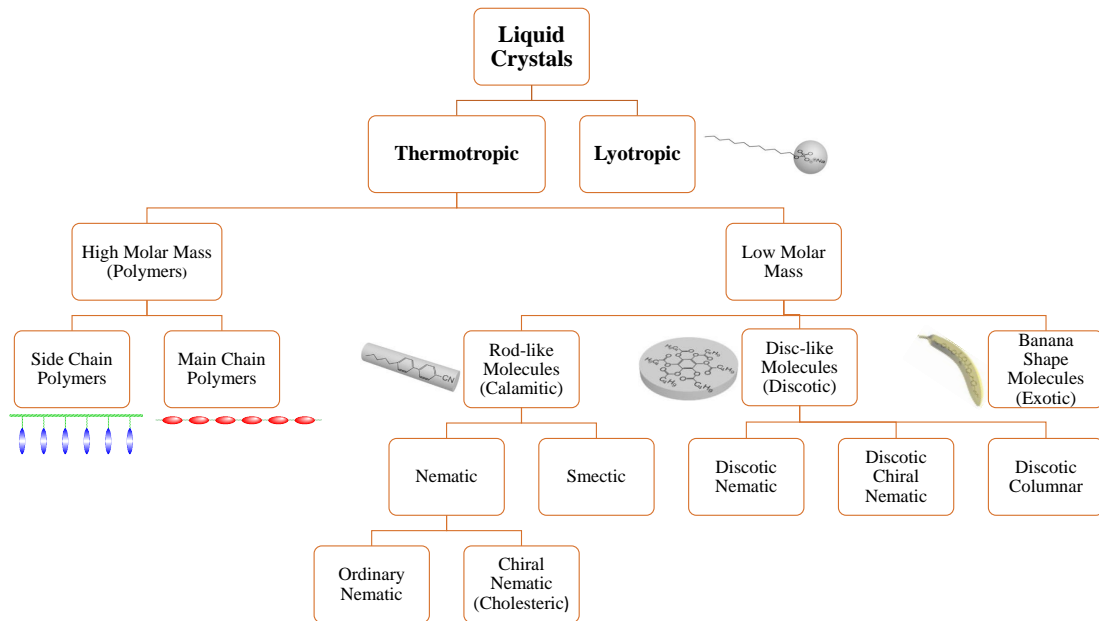 Liquid
Crystals
Thermotropic
Lyotropic
High Molar Mass
(Polymers)
Low Molar
Mass
Side Chain
Polymers
Main Chain
Polymers
CN
Rod-like
Molecules
(Calamitic)
Disc-like
Molecules
(Discotic)
Banana
Shape
Molecules
(Exotic)
Nematic
Smectic
Discotic
Nematic
Discotic
Chiral
Nematic
Discotic
Columnar
Ordinary
Nematic
Chiral
Nematic
(Cholesteric)